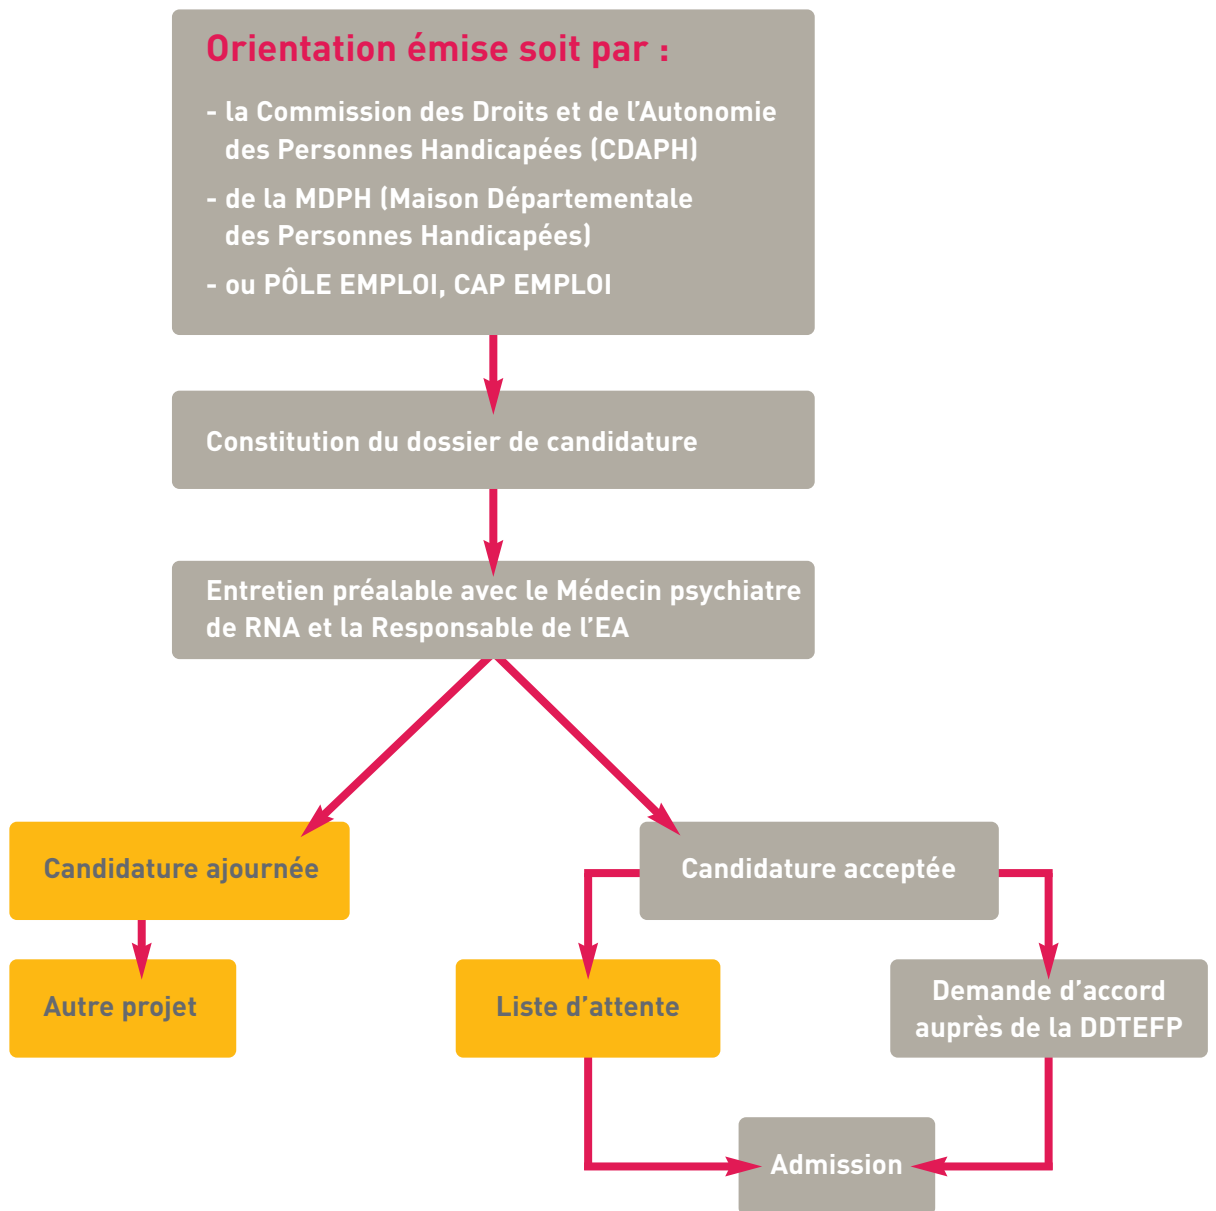 Orientation émise soit par :
- la Commission des Droits et de l’Autonomie
des Personnes Handicapées (CDAPH)
- de la MDPH (Maison Départementale
des Personnes Handicapées)
- ou PÔLE EMPLOI, CAP EMPLOI
Constitution du dossier de candidature
Entretien préalable avec le Médecin psychiatre
de RNA et la Responsable de l’EA
Candidature ajournée
Candidature acceptée
Autre projet
Liste d’attente
Demande d’accord
auprès de la DDTEFP
Admission